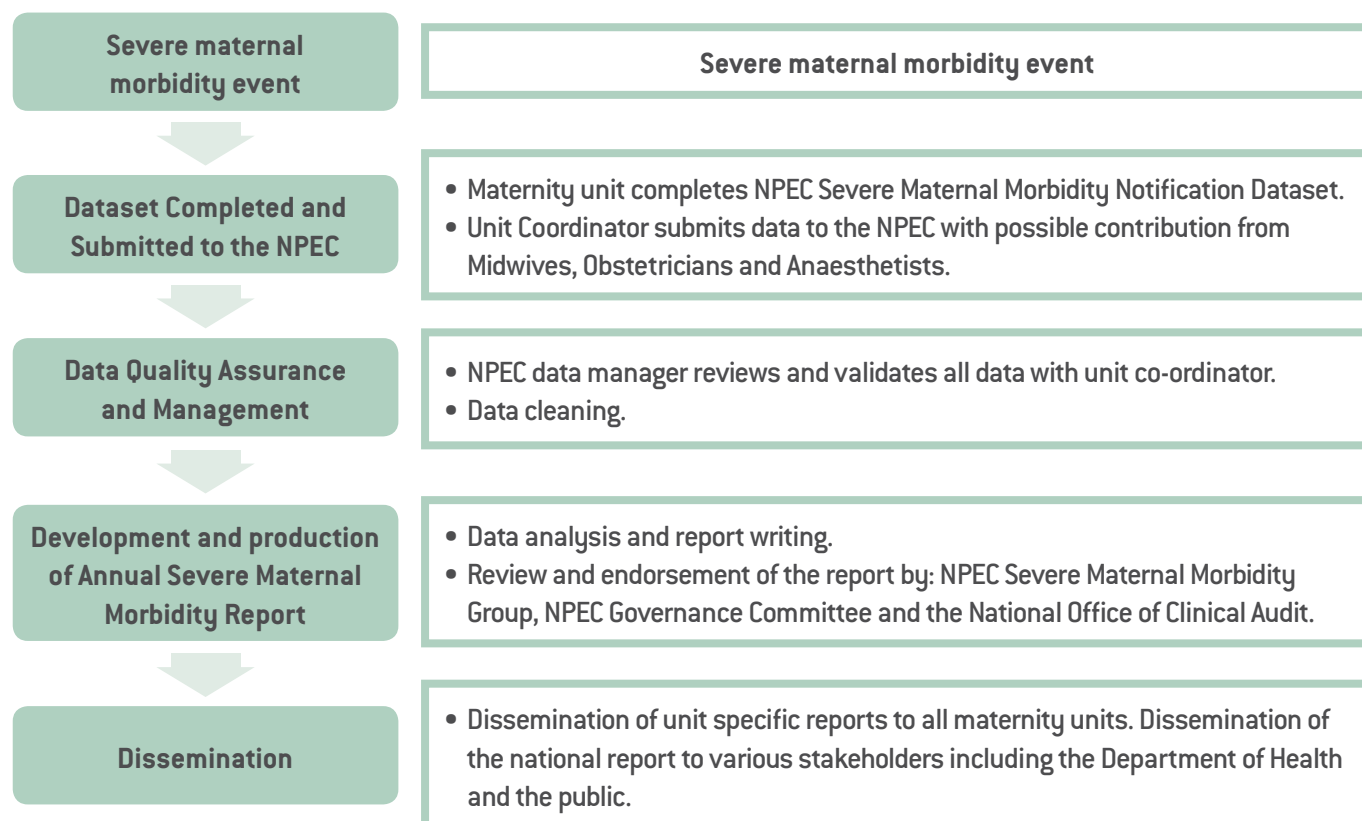 Severe maternal
morbidity event
Severe maternal morbidity event
Dataset Completed and
Submitted to the NPEC
• Maternity unit completes NPEC Severe Maternal Morbidity Notification Dataset.
• Unit Coordinator submits data to the NPEC with possible contribution from
Midwives, Obstetricians and Anaesthetists.
Data Quality Assurance
and Management
• NPEC data manager reviews and validates all data with unit co-ordinator.
• Data cleaning.
Development and production
of Annual Severe Maternal
Morbidity Report
• Data analysis and report writing.
• Review and endorsement of the report by: NPEC Severe Maternal Morbidity
Group, NPEC Governance Committee and the National Office of Clinical Audit.
Dissemination
• Dissemination of unit specific reports to all maternity units. Dissemination of
the national report to various stakeholders including the Department of Health
and the public.